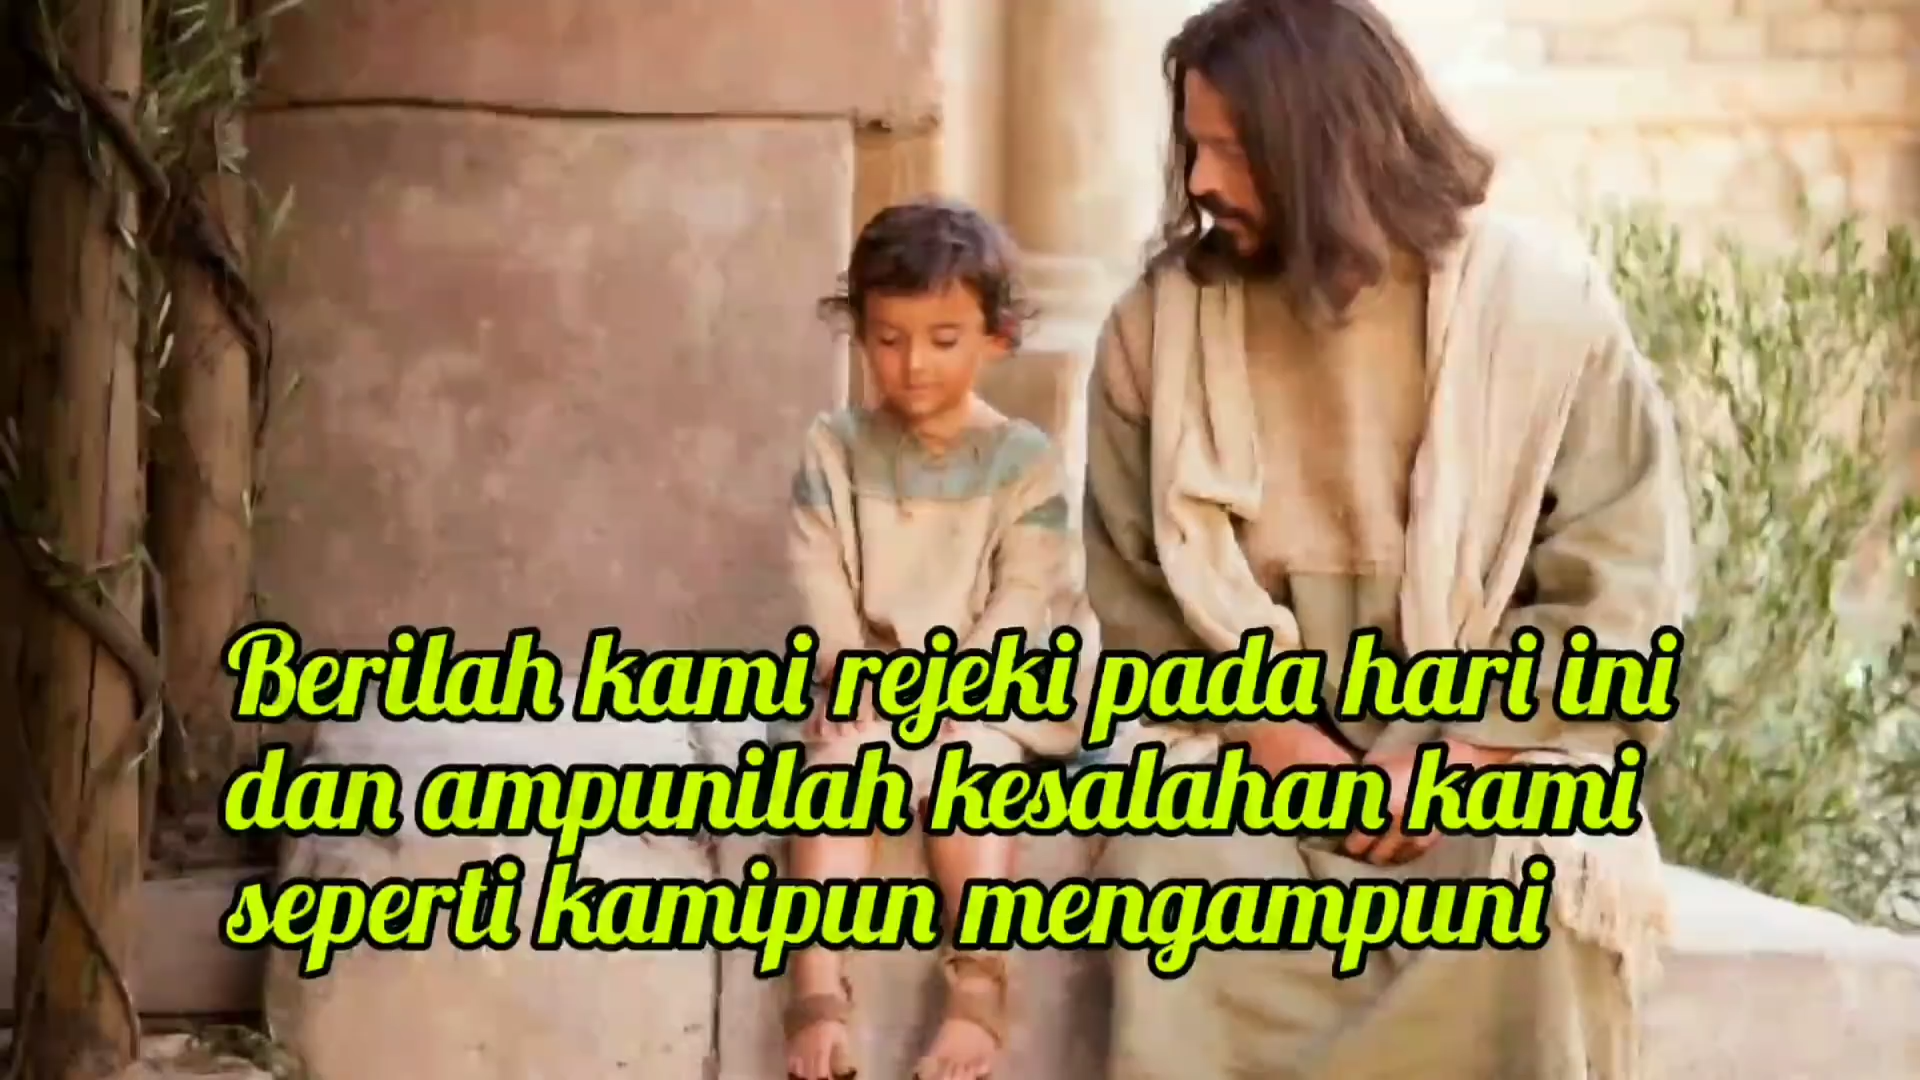 Berilah kami rejeki pada hari ini
dan ampunilah kesalahan kami
seperti kamipun mengampuni